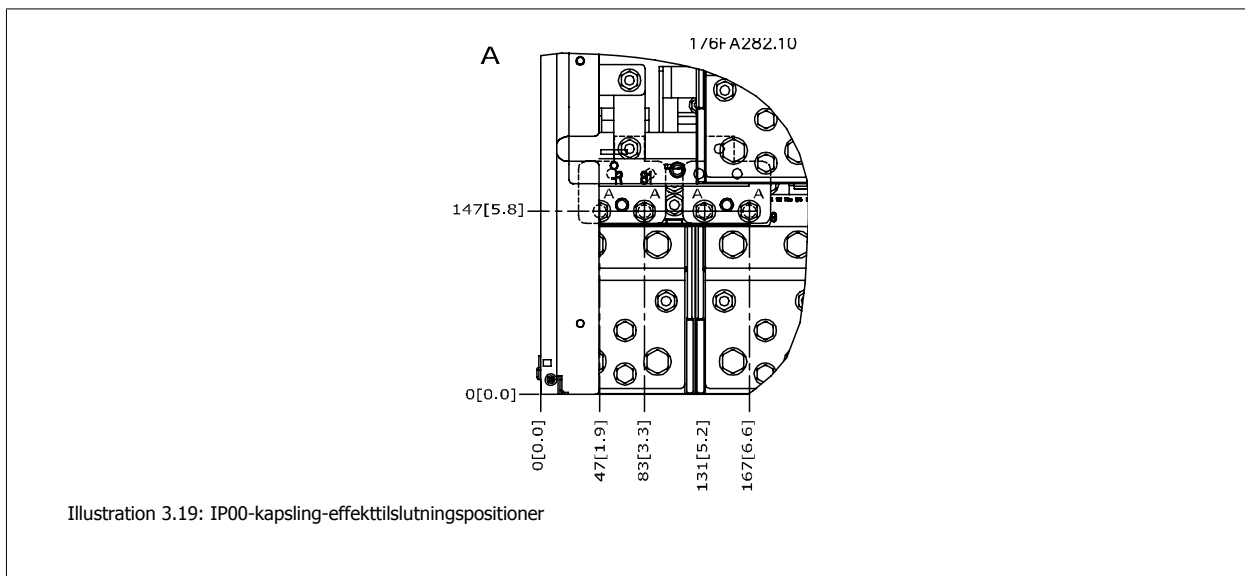 A
176FA282.10
R 81
A A A A
147[5.8]
0[0.0]
0[0.0]
47[1.9]
83[3.3]
131[5.2]
167[6.6]
Illustration 3.19: IP00-kapsling-effekttilslutningspositioner